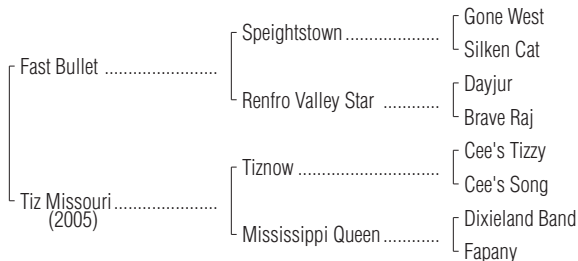 Gone West
Speightstown ....................
Silken Cat
Fast Bullet ........................
Dayjur
Renfro Valley Star ............
Brave Raj
Cee's Tizzy
Tiznow ..............................
Cee's Song
Tiz Missouri......................
(2005)
Dixieland Band
Mississippi Queen............
Fapany